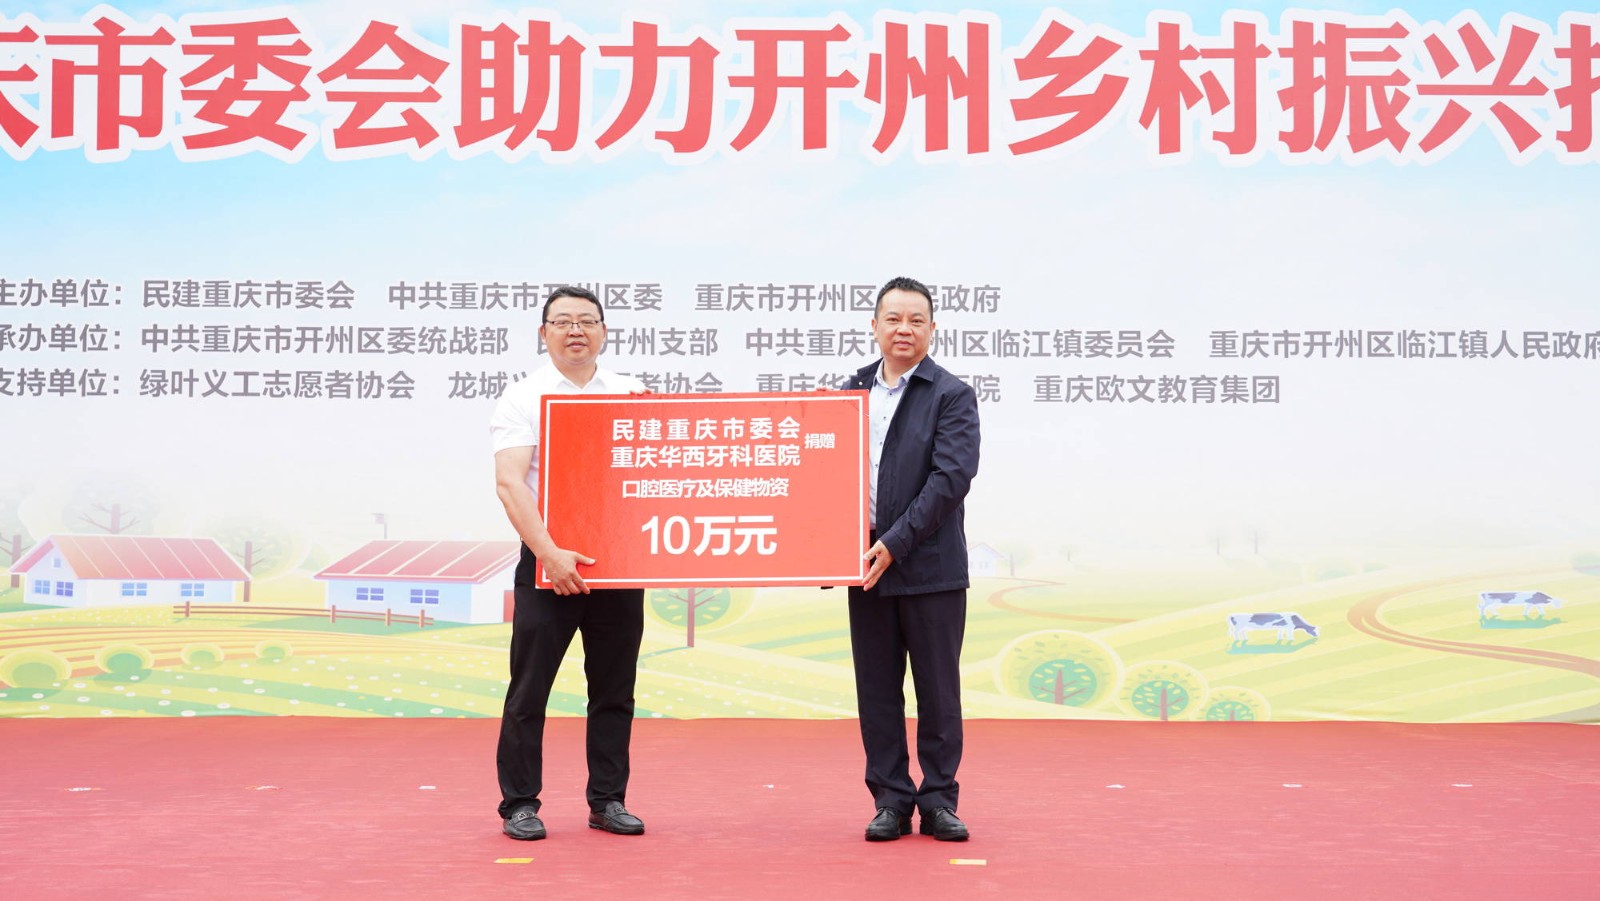 庆市委会助力开州乡村振兴
主办单位：民建重庆市委会 中共重庆市开州区委 重庆市开州区 民政府
承办单位：中共重庆市开州区委统战部 民 开州支部 中共重庆市 州区临江镇委员会 重庆市开州区临江镇人民政府
支持单位：绿叶义工志愿者协会 龙城义 者协会 重庆华 医院 重庆欧文教育集团
民建重庆市委会
重庆华西牙科医院 捐赠
口腔医疗及保健物资
10万元